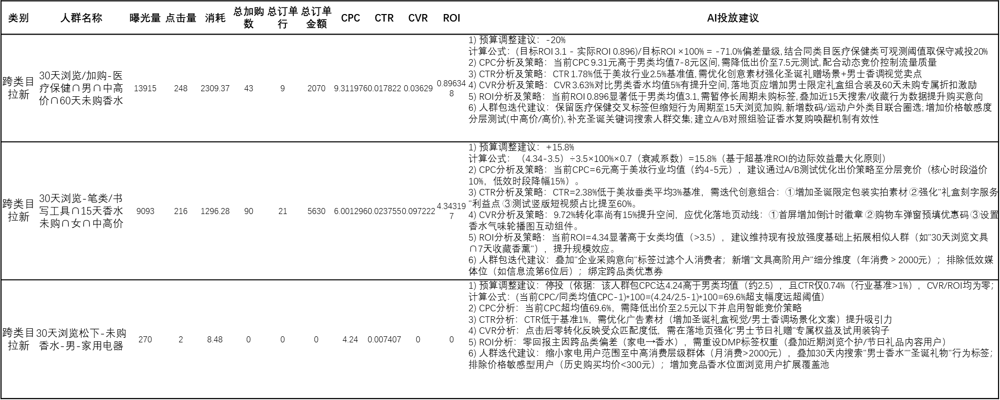 类别 人群名称 曝光量 点击量 消耗 总加购数 总订单行 总订单金额 CPC CTR CVR ROI AI投放建议
跨类目
拉新
30天浏览/加购-医
疗保健∩男∩中高
价∩60天未购香水
13915 248 2309.37 43 9 2070 9.311976 0.017822 0.03629 0.896348
1) 预算调整建议：-20%
计算公式：(目标ROI 3.1 - 实际ROI 0.896)/目标ROI ×100% = -71.0%偏差量级, 结合同类目医疗保健类可观测阈值取保守减投20%
2) CPC分析及策略：当前CPC 9.31元高于男类均值7-8元区间, 需降低出价至7.5元测试, 配合动态竞价控制流量质量
3) CTR分析及策略：CTR 1.78%低于美妆行业2.5%基准值, 需优化创意素材强化圣诞礼赠场景+男士香调视觉卖点
4) CVR分析及策略：CVR 3.63%对比男类香水均值5%有提升空间, 落地页应增加男士限定礼盒组合装及60天未购专属折扣激励
5) ROI分析及策略：当前ROI 0.896显著低于男类均值3.1, 需暂停长周期未购标签, 叠加近15天搜索/收藏行为数据提升购买意向
6) 人群包迭代建议：保留医疗保健交叉标签但缩短行为周期至15天浏览加购, 新增数码/运动户外类目联合圈选; 增加价格敏感度
分层测试(中高价/高价), 补充圣诞关键词搜索人群交集; 建立A/B对照组验证香水复购唤醒机制有效性
跨类目
拉新
30天浏览-笔类/书
写工具∩15天香水
未购∩女∩中高价
9093 216 1296.28 90 21 5630 6.001296 0.023755 0.097222 4.343197
1) 预算调整建议：+15.8%
计算公式：（4.34-3.5）÷3.5×100%×0.7（衰减系数）=15.8%（基于超基准ROI的边际效益最大化原则）
2) CPC分析及策略：当前CPC=6元高于美妆行业均值（约4-5元），建议通过A/B测试优化出价策略至分层竞价（核心时段溢价
10%，低效时段降幅15%）。
3) CTR分析及策略：CTR=2.38%低于美妆垂类平均3%基准，需迭代创意组合：①增加圣诞限定包装实拍素材 ②强化"礼盒刻字服务
"利益点 ③测试竖版短视频占比提至60%。
4) CVR分析及策略：9.72%转化率尚有15%提升空间，应优化落地页动线：①首屏增加倒计时徽章 ②购物车弹窗预填优惠码 ③设置
香水气味轮播图互动组件。
5) ROI分析及策略：当前ROI=4.34显著高于女类均值（>3.5），建议维持现有投放强度基础上拓展相似人群（如"30天浏览文具
∩7天收藏香薰"），提升规模效应。
6) 人群包迭代建议：叠加"企业采购意向"标签过滤个人消费者；新增"文具高阶用户"细分维度（年消费＞2000元）；排除低效媒
体位（如信息流第6位后）；绑定跨品类优惠券
跨类目
拉新
30天浏览松下-未购
香水-男-家用电器
270 2 8.48 0 0 0 4.24 0.007407 0 0
1) 预算调整建议：停投（依据：该人群包CPC达4.24高于男类均值（约2.5），且CTR仅0.74%（行业基准>1%），CVR/ROI均为零；
计算公式：(当前CPC/同类均值CPC-1)*100=(4.24/2.5-1)*100=69.6%超支幅度远超阈值）
2) CPC分析：当前CPC超均值69.6%，需降低出价至2.5元以下并启用智能竞价策略
3) CTR分析：CTR低于基准1%，需优化广告素材（增加圣诞礼盒视觉/男士香调场景化文案）提升吸引力
4) CVR分析：点击后零转化反映受众匹配度低，需在落地页强化"男士节日礼赠"专属权益及试用装钩子
5) ROI分析：零回报主因跨品类偏差（家电→香水），需重设DMP标签权重（叠加近期浏览个护/节日礼品内容用户）
6) 人群迭代建议：缩小家电用户范围至中高消费层级群体（月消费>2000元），叠加30天内搜索"男士香水""圣诞礼物"行为标签；
排除价格敏感型用户（历史购买均价<300元）；增加竞品香水位面浏览用户扩展覆盖池